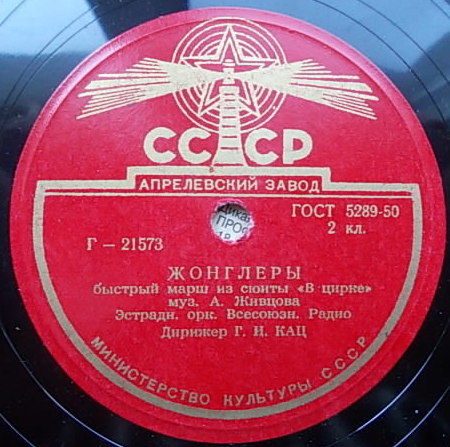 СССР
АПРЕЛЕВСКИЙ ЗАВОД
ГОСТ 5289-50
Г — 21573
2 кл.
ЖОНГЛЕРЫ
быстрый марш из сюиты «В цирке»
муз. А. Живцова
Эстрадн. орк. Всесоюзн. Радио
Дирижер Г. И. КАЦ
МИНИСТЕРСТВО КУЛЬТУРЫ СССР